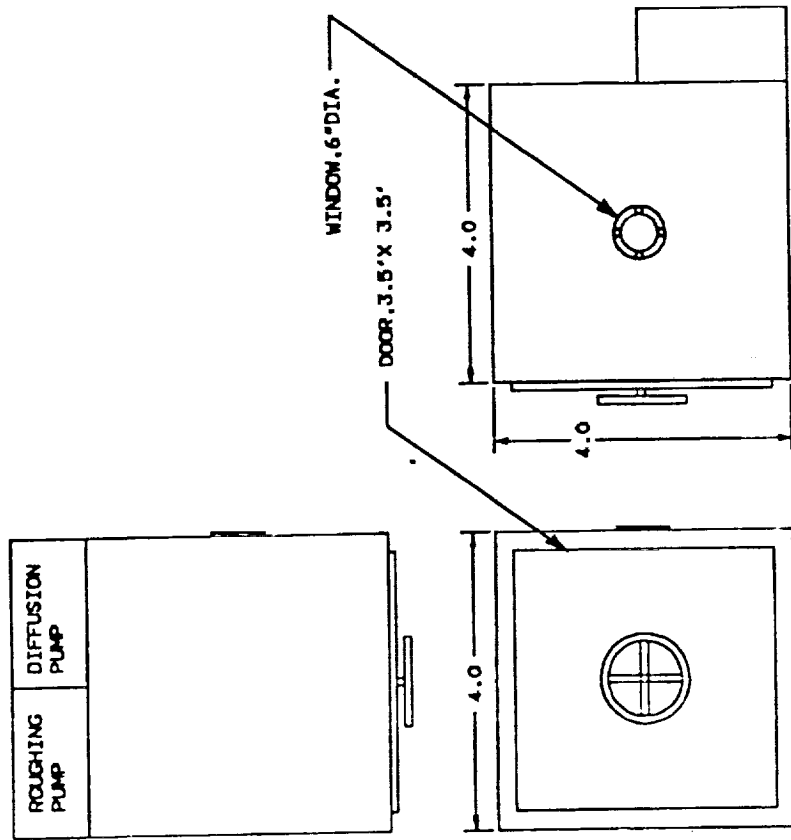 ROUGHING
PUMP
DIFFUSION
PUMP
WINDOW,6"DIA.
DOOR,3.5'X 3.5'
4.0
4.0
4.0